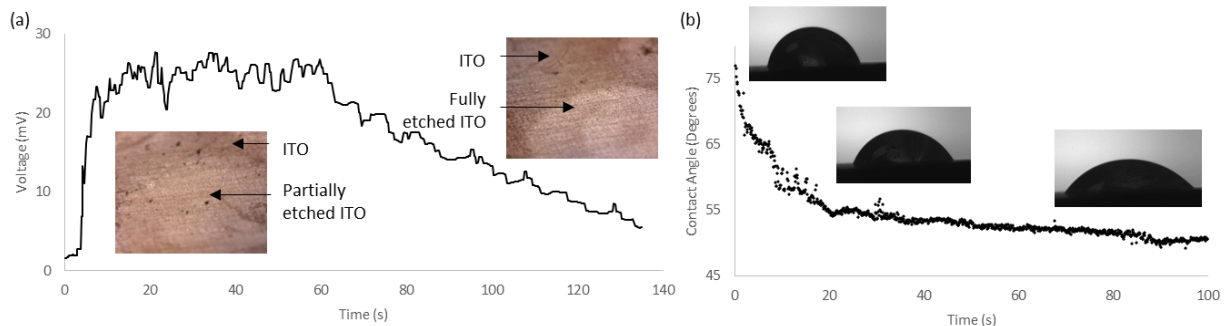 (a)
30
20
10
0
Voltage (mV)
0 20 40 60 80 100 120 140
Time (s)
ITO
Partially
etched ITO
ITO
Fully
etched ITO
(b)
75
65
55
45
Contact Angle (Degrees)
0 20 40 60 80 100
Time (s)